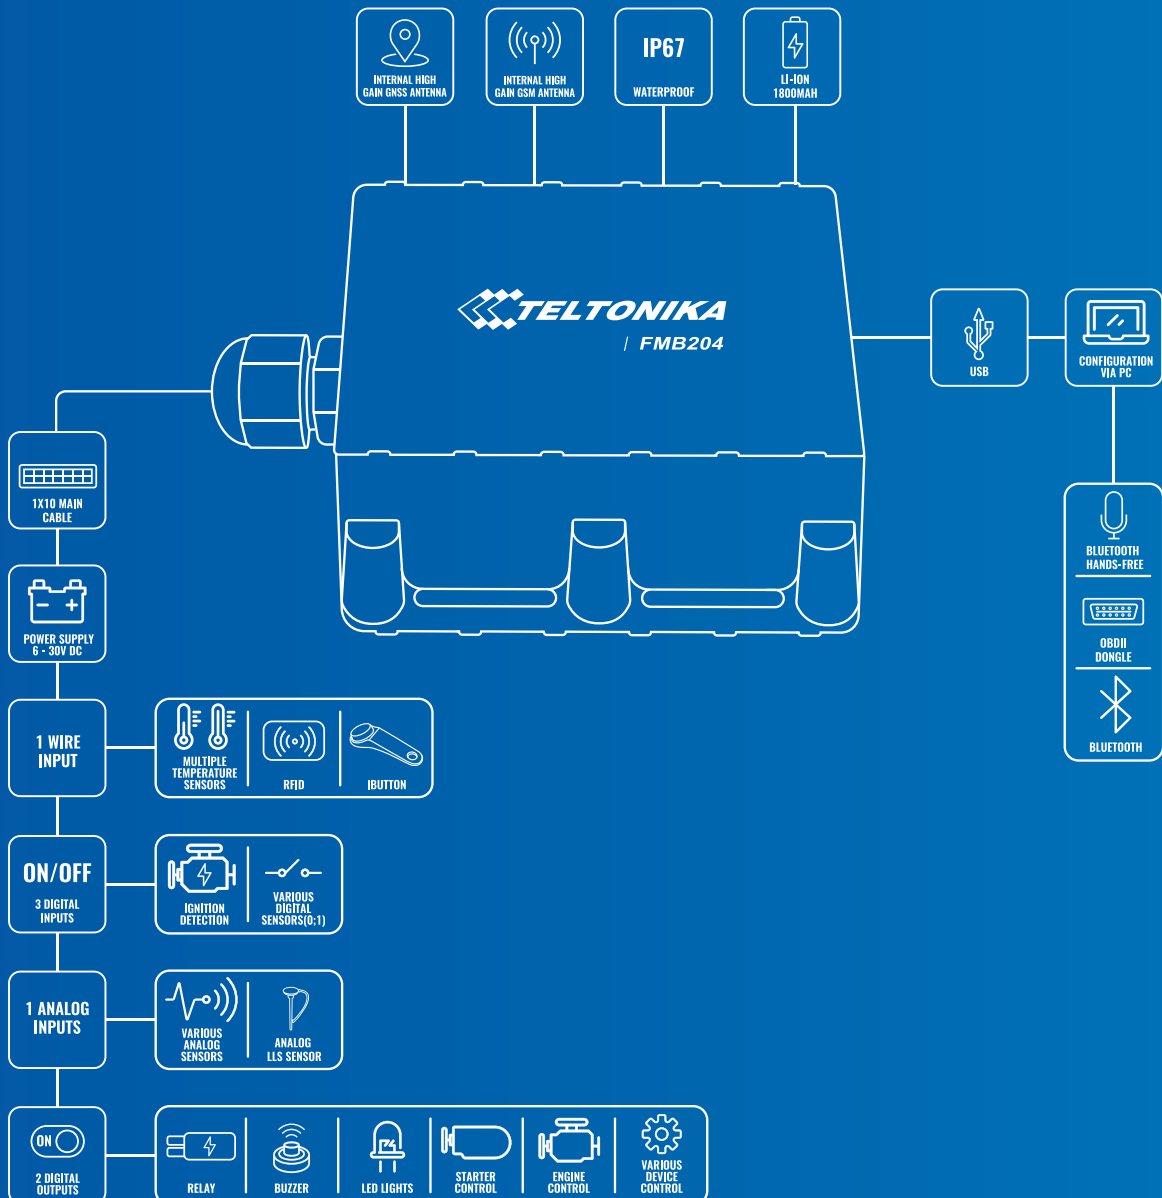 INTERNAL HIGH
GAIN GNSS ANTENNA
INTERNAL HIGH
GAIN GSM ANTENNA
IP67
WATERPROOF
LI-ION
1800MAH
TELTONIKA
/ FMB204
USB
CONFIGURATION
VIA PC
BLUETOOTH
HANDS-FREE
OBDII
DONGLE
BLUETOOTH
1X10 MAIN
CABLE
POWER SUPPLY
6 - 30V DC
1 WIRE
INPUT
MULTIPLE
TEMPERATURE
SENSORS
RFID
IBUTTON
ON/OFF
3 DIGITAL
INPUTS
IGNITION
DETECTION
VARIOUS
DIGITAL
SENSORS(0;1)
1 ANALOG
INPUTS
VARIOUS
ANALOG
SENSORS
ANALOG
LLS SENSOR
ON
2 DIGITAL
OUTPUTS
RELAY
BUZZER
LED LIGHTS
STARTER
CONTROL
ENGINE
CONTROL
VARIOUS
DEVICE
CONTROL